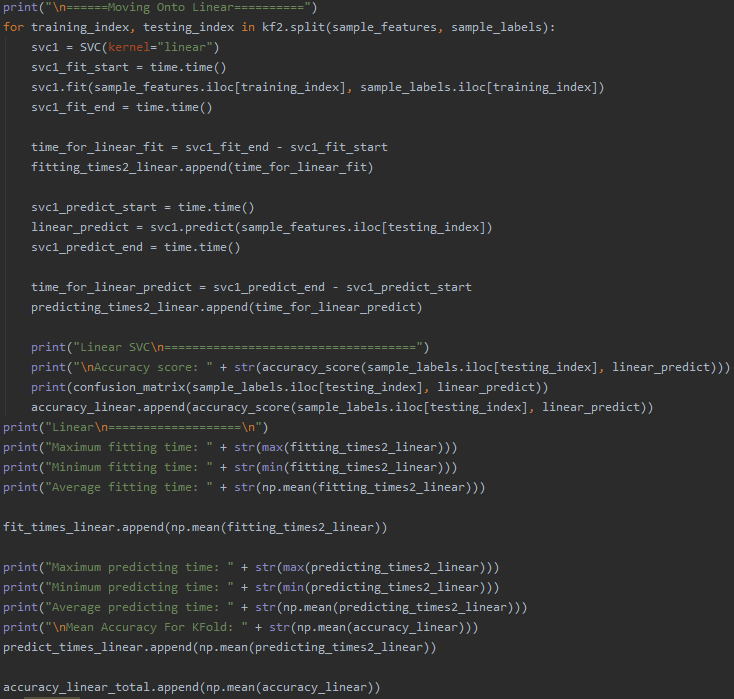 print("\n======Moving Onto Linear==========")
for training_index, testing_index in kf2.split(sample_features, sample_labels):
    svc1 = SVC(kernel="linear")
    svc1_fit_start = time.time()
    svc1.fit(sample_features.iloc[training_index], sample_labels.iloc[training_index])
    svc1_fit_end = time.time()

    time_for_linear_fit = svc1_fit_end - svc1_fit_start
    fitting_times2_linear.append(time_for_linear_fit)

    svc1_predict_start = time.time()
    linear_predict = svc1.predict(sample_features.iloc[testing_index])
    svc1_predict_end = time.time()

    time_for_linear_predict = svc1_predict_end - svc1_predict_start
    predicting_times2_linear.append(time_for_linear_predict)

    print("Linear SVC\n====================================")
    print("\nAccuracy score: " + str(accuracy_score(sample_labels.iloc[testing_index], linear_predict)))
    print(confusion_matrix(sample_labels.iloc[testing_index], linear_predict))
    accuracy_linear.append(accuracy_score(sample_labels.iloc[testing_index], linear_predict))
print("Linear\n===================\n")
print("Maximum fitting time: " + str(max(fitting_times2_linear)))
print("Minimum fitting time: " + str(min(fitting_times2_linear)))
print("Average fitting time: " + str(np.mean(fitting_times2_linear)))

fit_times_linear.append(np.mean(fitting_times2_linear))

print("Maximum predicting time: " + str(max(predicting_times2_linear)))
print("Minimum predicting time: " + str(min(predicting_times2_linear)))
print("Average predicting time: " + str(np.mean(predicting_times2_linear)))
print("\nMean Accuracy For KFold: " + str(np.mean(accuracy_linear)))
predict_times_linear.append(np.mean(predicting_times2_linear))

accuracy_linear_total.append(np.mean(accuracy_linear))